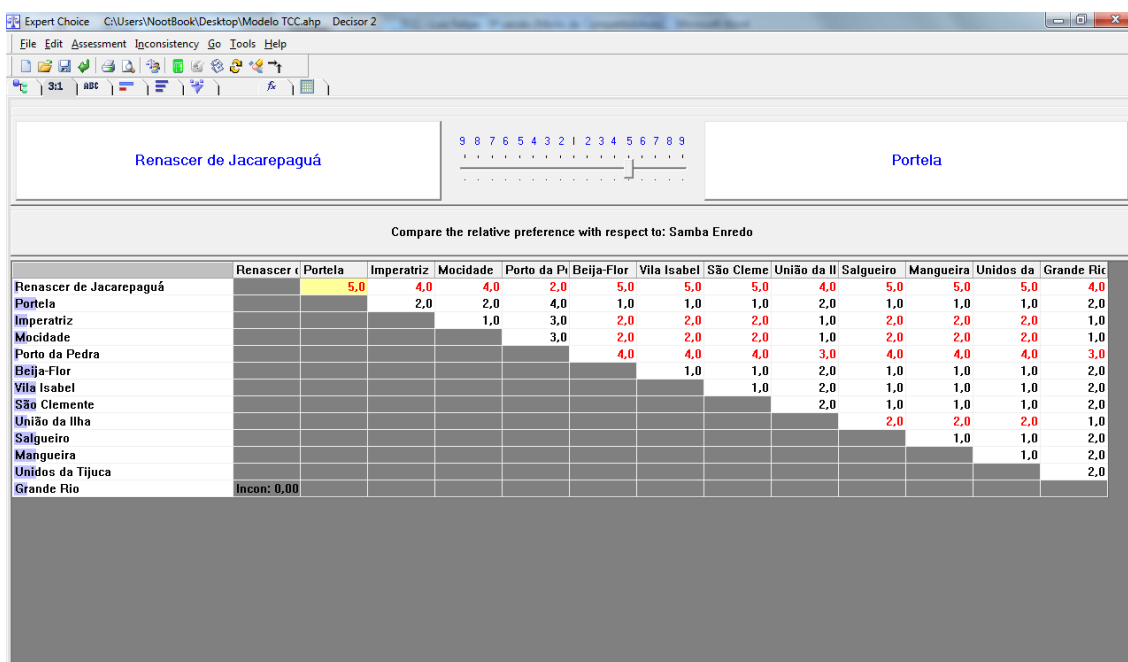 Expert Choice C:\Users\NootBook\Desktop\Modelo TCC.ahp Decisor 2
File Edit Assessment Inconsistency Go Tools Help
3:1 ABC fx
9 8 7 6 5 4 3 2 1 2 3 4 5 6 7 8 9
Renascer de Jacarepaguá Portela
Compare the relative preference with respect to: Samba Enredo
Renascer ( Portela Imperatriz Mocidade Porto da P Beija-Flor Vila Isabel São Cleme União da Il Salgueiro Mangueira Unidos da Grande Ric
Renascer de Jacarepaguá 5,0 4,0 4,0 2,0 5,0 5,0 5,0 4,0 5,0 5,0 5,0 4,0
Portela 2,0 2,0 4,0 1,0 1,0 1,0 2,0 1,0 1,0 1,0 2,0
Imperatriz 1,0 3,0 2,0 2,0 2,0 1,0 2,0 2,0 2,0 1,0
Mocidade 3,0 2,0 2,0 2,0 1,0 2,0 2,0 2,0 1,0
Porto da Pedra 4,0 4,0 4,0 3,0 4,0 4,0 4,0 3,0
Beija-Flor 1,0 1,0 2,0 1,0 1,0 1,0 2,0
Vila Isabel 1,0 2,0 1,0 1,0 1,0 2,0
São Clemente 2,0 1,0 1,0 1,0 2,0
União da Ilha 2,0 2,0 2,0 1,0
Salgueiro 1,0 1,0 2,0
Mangueira 1,0 2,0
Unidos da Tijuca 2,0
Grande Rio Incon: 0,00